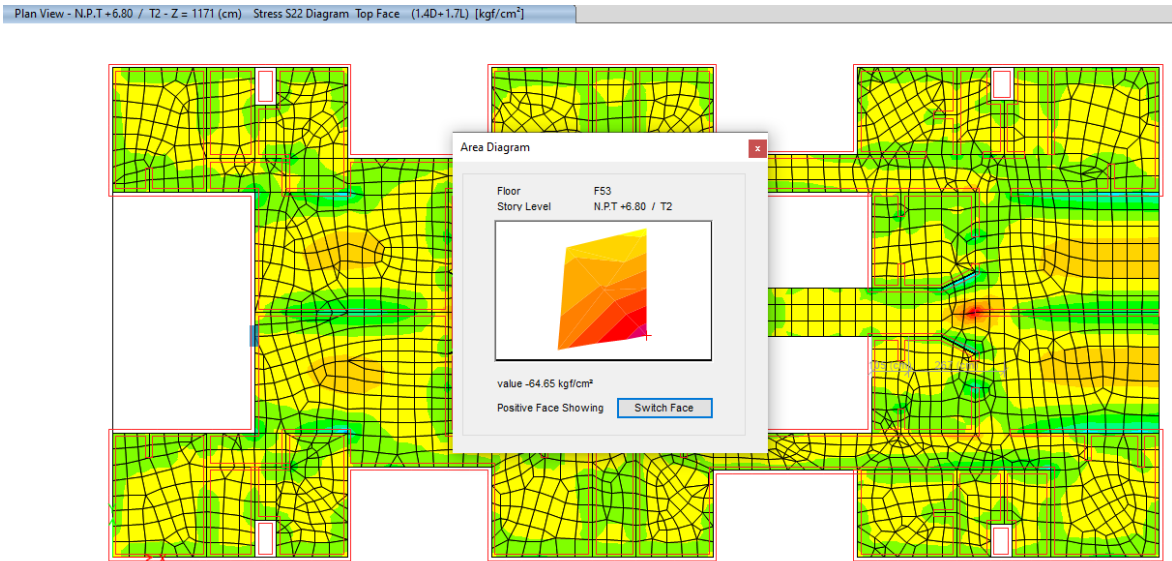 Plan View - N.P.T +6.80 / T2 - Z = 1171 (cm) Stress S22 Diagram Top Face (1.4D+1.7L) [kgf/cm²]
Area Diagram
x
Floor F53
Story Level N.P.T +6.80 / T2
value -64.65 kgf/cm²
Positive Face Showing Switch Face